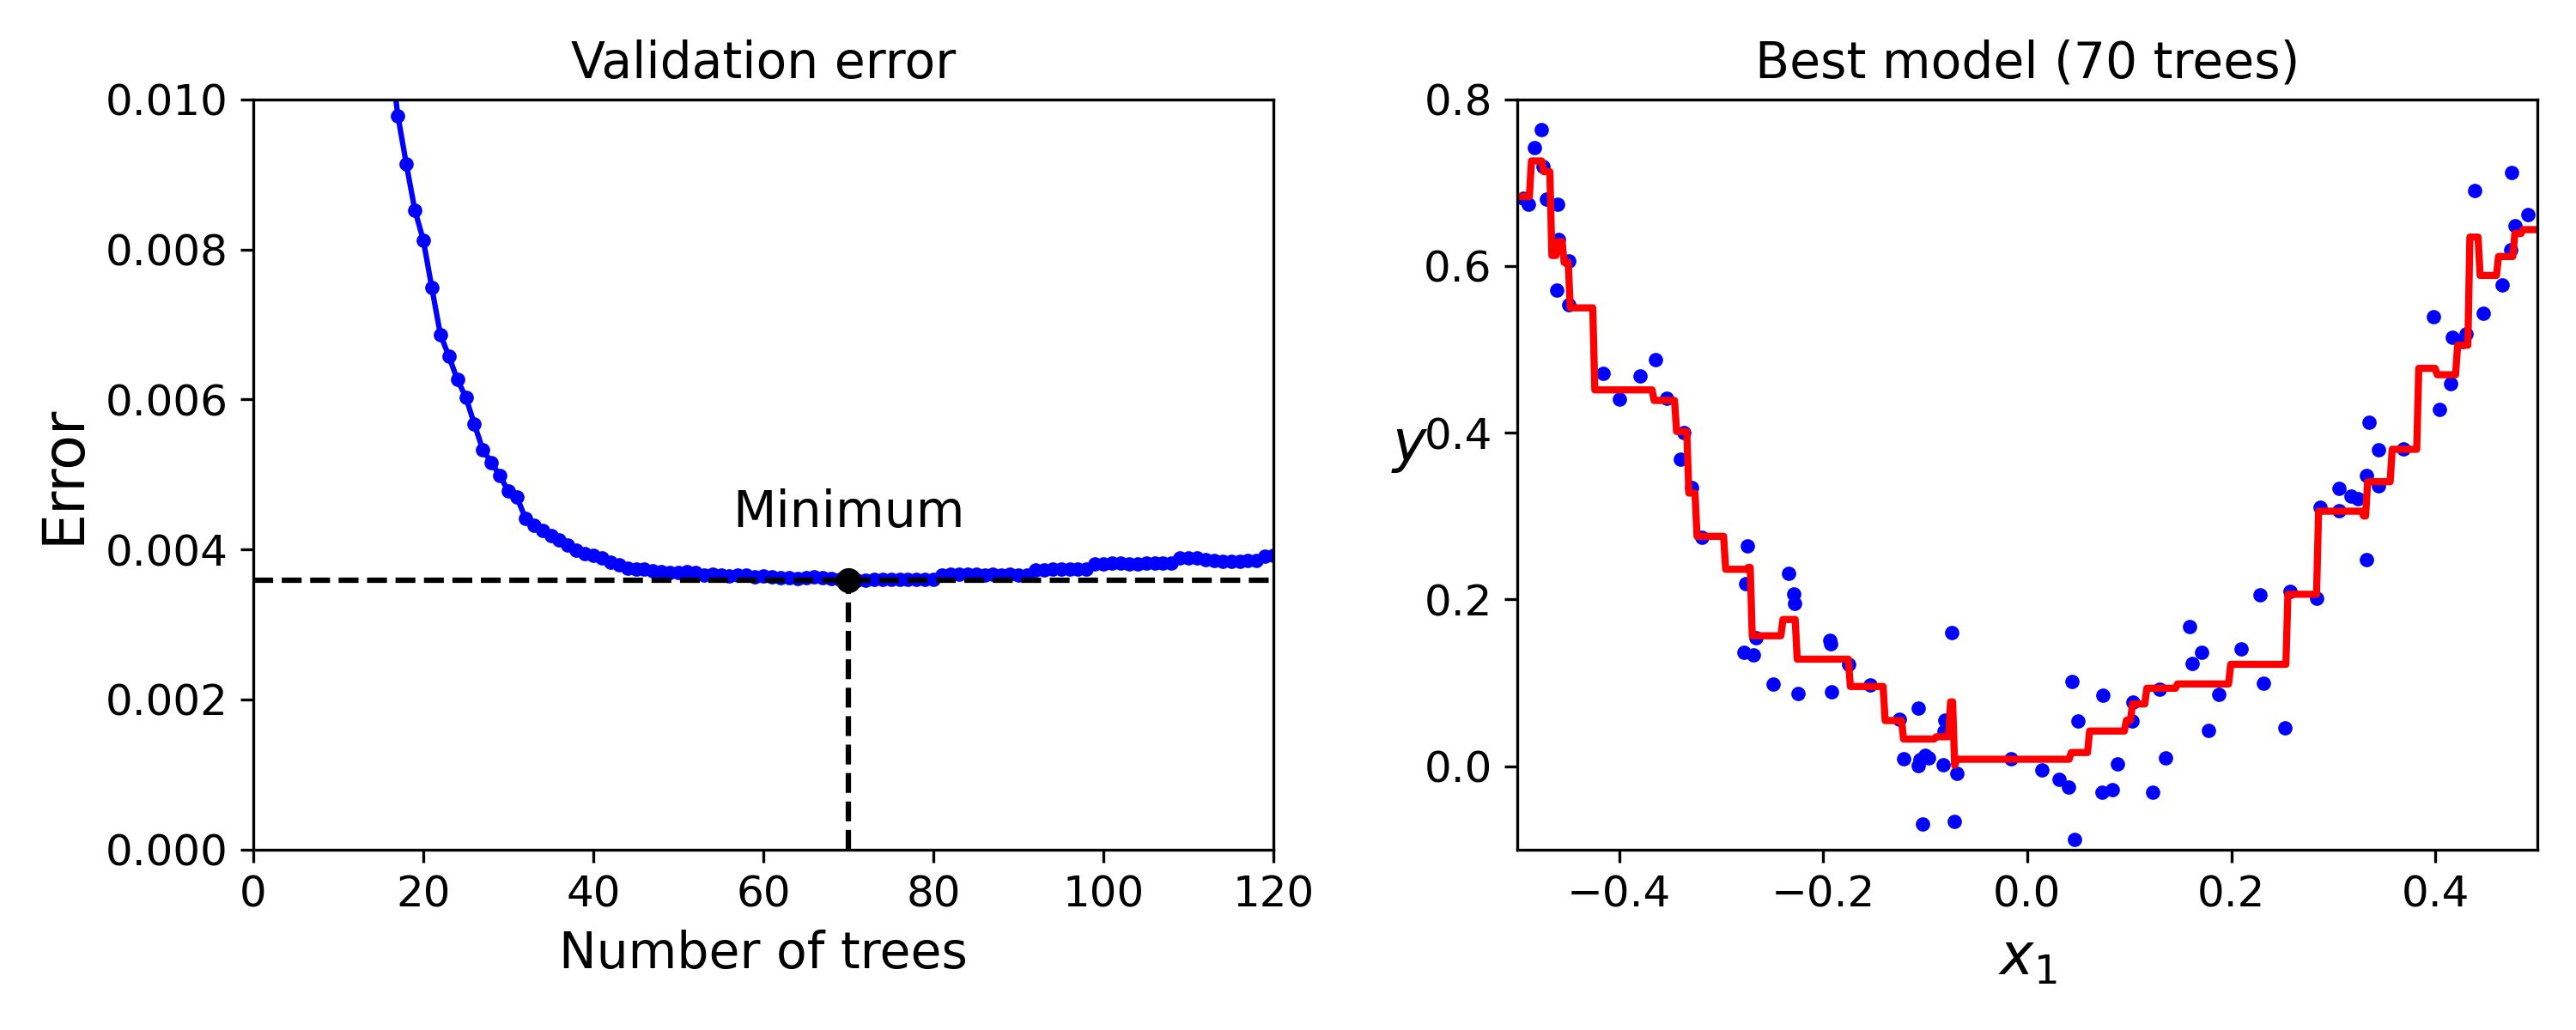 Validation error
0.010
0.008
0.006
0.004
0.002
0.000
Error
Minimum
0 20 40 60 80 100 120
Number of trees
Best model (70 trees)
0.8
0.6
0.4
0.2
0.0
y
−0.4 −0.2 0.0 0.2 0.4
x₁